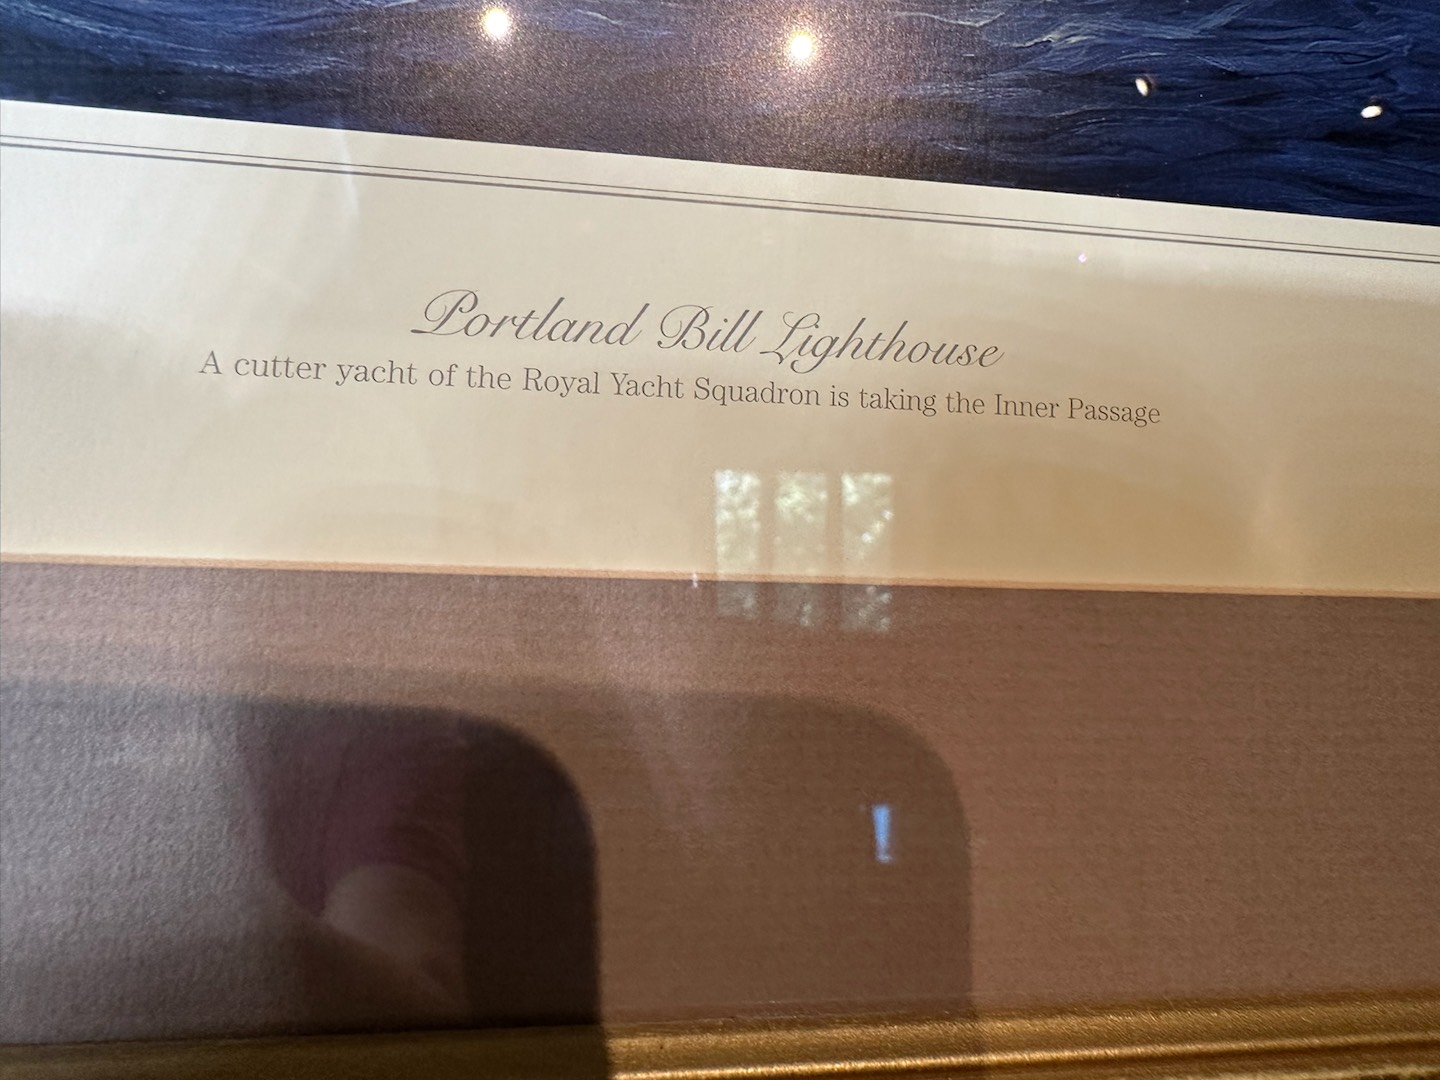 Portland Bill Lighthouse
A cutter yacht of the Royal Yacht Squadron is taking the Inner Passage